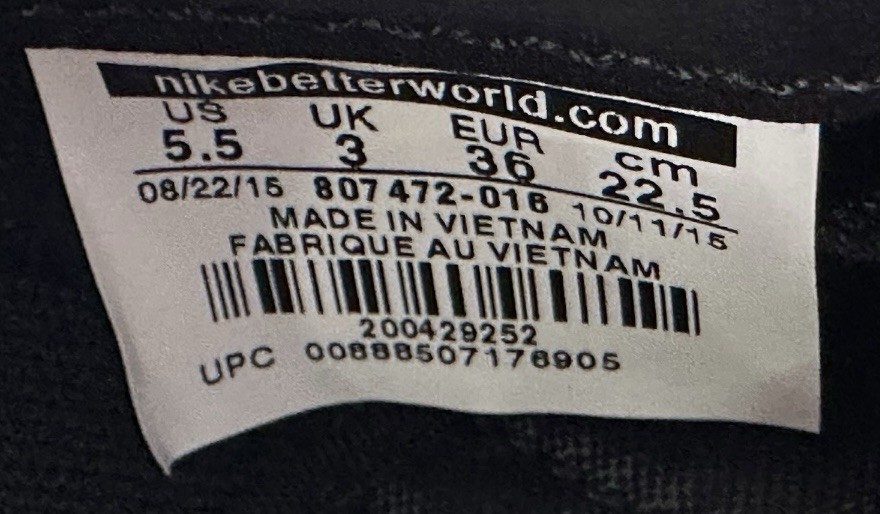 nikebetterworld.com
US UK EUR cm
5.5 3 36 22.5
08/22/15 807472-016 10/11/15
MADE IN VIETNAM
FABRIQUE AU VIETNAM
200429252
UPC 00888507176905